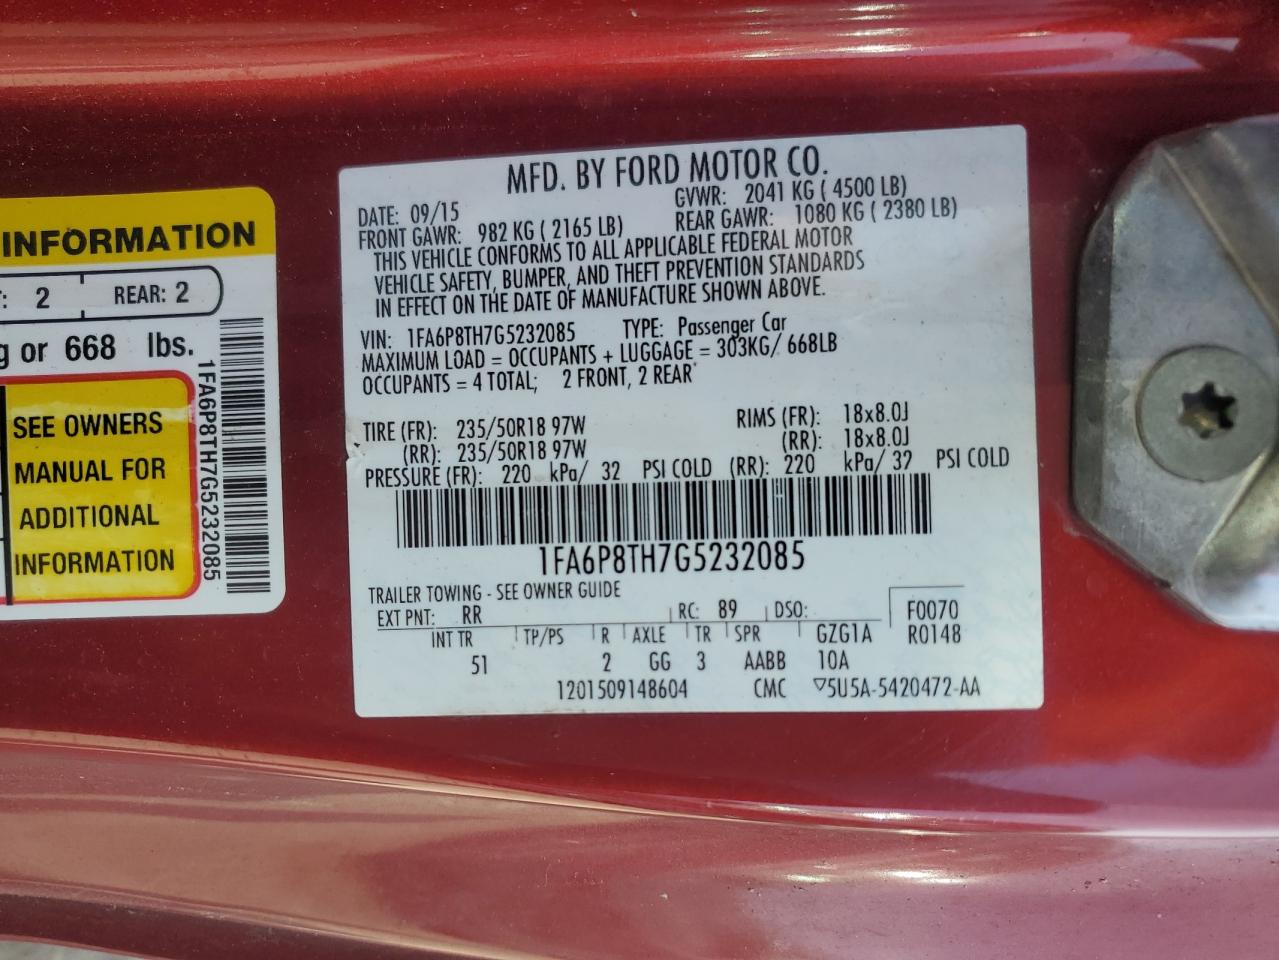 INFORMATION
2 REAR: 2
g or 668 lbs.
SEE OWNERS
MANUAL FOR
ADDITIONAL
INFORMATION
1FA6P8TH7G5232085
MFD. BY FORD MOTOR CO.
DATE: 09/15 GVWR: 2041 KG ( 4500 LB)
FRONT GAWR: 982 KG ( 2165 LB) REAR GAWR: 1080 KG ( 2380 LB)
THIS VEHICLE CONFORMS TO ALL APPLICABLE FEDERAL MOTOR
VEHICLE SAFETY, BUMPER, AND THEFT PREVENTION STANDARDS
IN EFFECT ON THE DATE OF MANUFACTURE SHOWN ABOVE.
VIN: 1FA6P8TH7G5232085 TYPE: Passenger Car
MAXIMUM LOAD = OCCUPANTS + LUGGAGE = 303KG/ 668LB
OCCUPANTS = 4 TOTAL; 2 FRONT, 2 REAR
TIRE (FR): 235/50R18 97W RIMS (FR): 18x8.0J
(RR): 235/50R18 97W (RR): 18x8.0J
PRESSURE (FR): 220 kPa/ 32 PSI COLD (RR): 220 kPa/ 32 PSI COLD
1FA6P8TH7G5232085
TRAILER TOWING - SEE OWNER GUIDE
EXT PNT: RR RC: 89 DSO: F0070
INT TR TP/PS R AXLE TR SPR GZG1A R0148
51 2 GG 3 AABB 10A
1201509148604 CMC ▽5U5A-5420472-AA